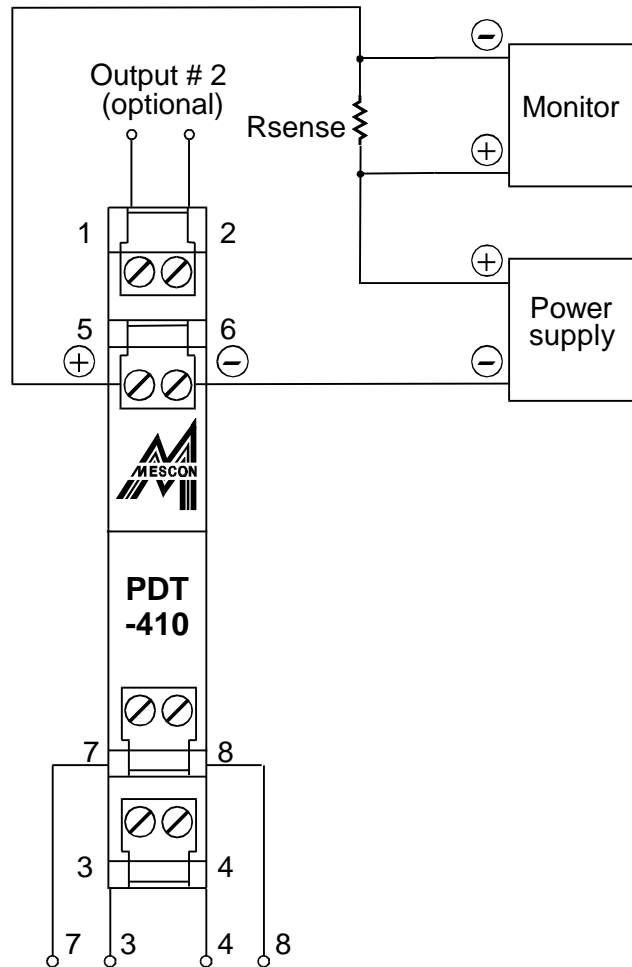 Output # 2
(optional)
Rsense
−
Monitor
+
1
2
+
Power
supply
5
6
+
−
−
MESCON
PDT
-410
7
8
3
4
7
3
4
8